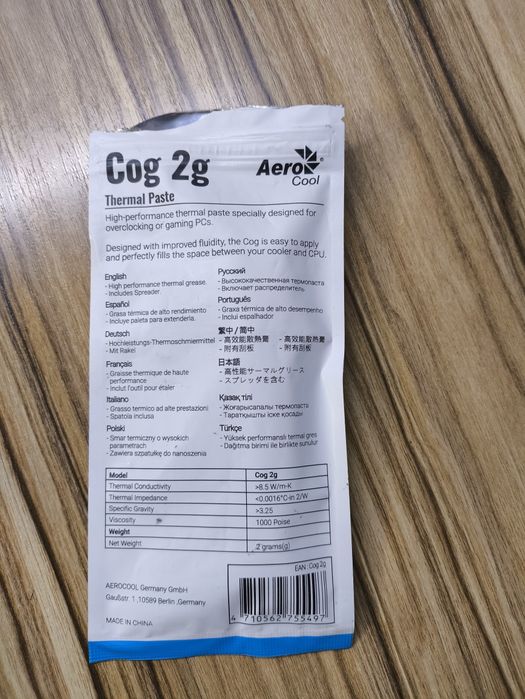 Cog 2g
Aero
Cool
Thermal Paste
High-performance thermal paste specially designed for
overclocking or gaming PCs.
Designed with improved fluidity, the Cog is easy to apply
and perfectly fills the space between your cooler and CPU.
English
- High performance thermal grease.
- Includes Spreader.
Español
- Grasa térmica de alto rendimiento
- Incluye paleta para extenderla.
Deutsch
- Hochleistungs-Thermoschmiermittel
- Mit Rakel
Français
- Graisse thermique de haute
performance
- Inclut l'outil pour étaler
Italiano
- Grasso termico ad alte prestazioni
- Spatola inclusa
Polski
- Smar termiczny o wysokich
parametrach
- Zawiera szpatułkę do nanoszenia
Русский
- Высококачественная термопаста
- Включает распределитель.
Português
- Graxa térmica de alto desempenho
- Inclui espalhador
繁中 / 简中
- 高效能散熱膏 - 高效能散熱膏
- 附有刮板 - 附有刮板
日本語
- 高性能サーマルグリース
- スプレッダを含む
Қазақ тілі
- Жоғарысапалы термопаста
- Таратқышты іске қосады
Türkçe
- Yüksek performanslı termal gres
- Dağıtma birimi ile birlikte sunulur
Model Cog 2g
Thermal Conductivity >8.5 W/m-K
Thermal Impedance <0.0016°C-in 2/W
Specific Gravity >3.25
Viscosity 1000 Poise
Weight
Net Weight 2 grams(g)
EAN: Cog 2g
4 710562 755497
AEROCOOL Germany GmbH
Gaußstr. 1 ,10589 Berlin ,Germany
MADE IN CHINA